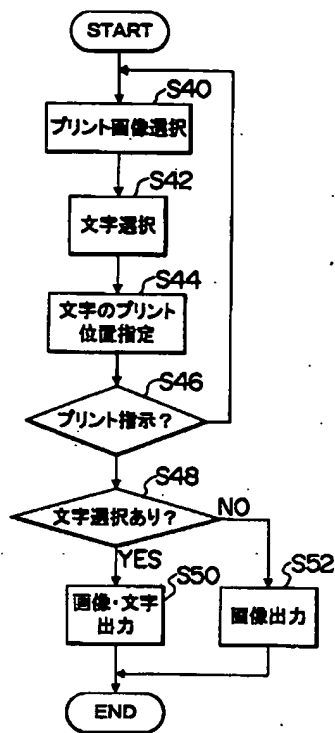 START
S40
プリント画像選択
S42
文字選択
S44
文字のプリント
位置指定
S46
プリント指示?
S48
文字選択あり?
NO
YES
S50
S52
画像・文字
出力
画像出力
END